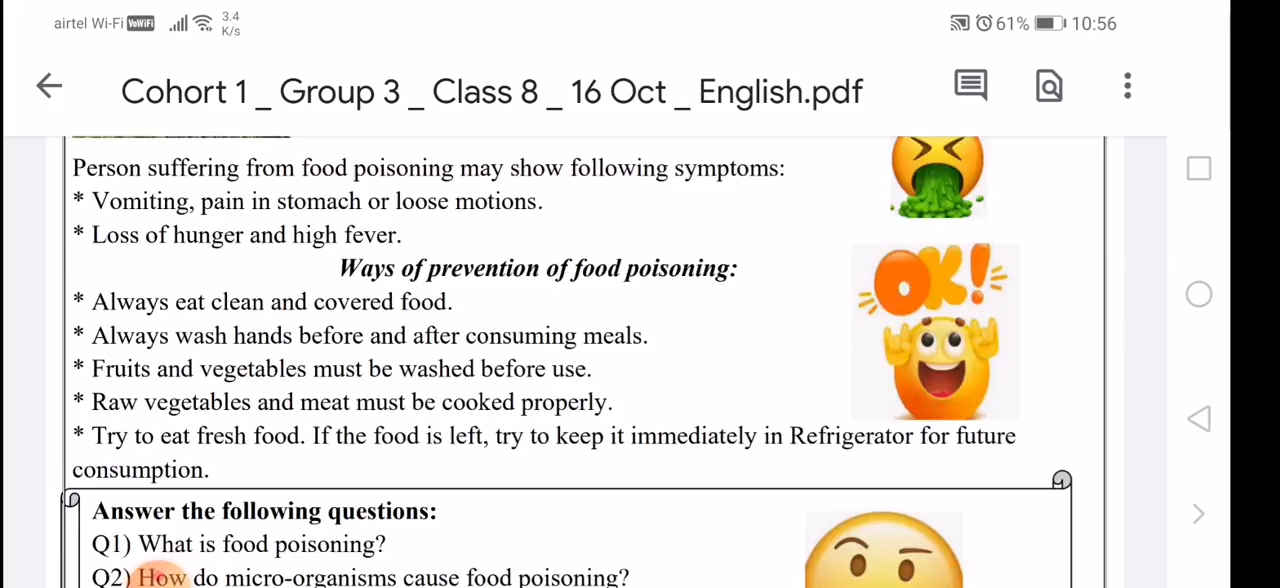 airtel Wi-Fi VoWiFi 3.4 K/s 61% 10:56
Cohort 1 _ Group 3 _ Class 8 _ 16 Oct _ English.pdf
Person suffering from food poisoning may show following symptoms:
* Vomiting, pain in stomach or loose motions.
* Loss of hunger and high fever.
Ways of prevention of food poisoning:
OK!
* Always eat clean and covered food.
* Always wash hands before and after consuming meals.
* Fruits and vegetables must be washed before use.
* Raw vegetables and meat must be cooked properly.
* Try to eat fresh food. If the food is left, try to keep it immediately in Refrigerator for future
consumption.
Answer the following questions:
Q1) What is food poisoning?
Q2) How do micro-organisms cause food poisoning?